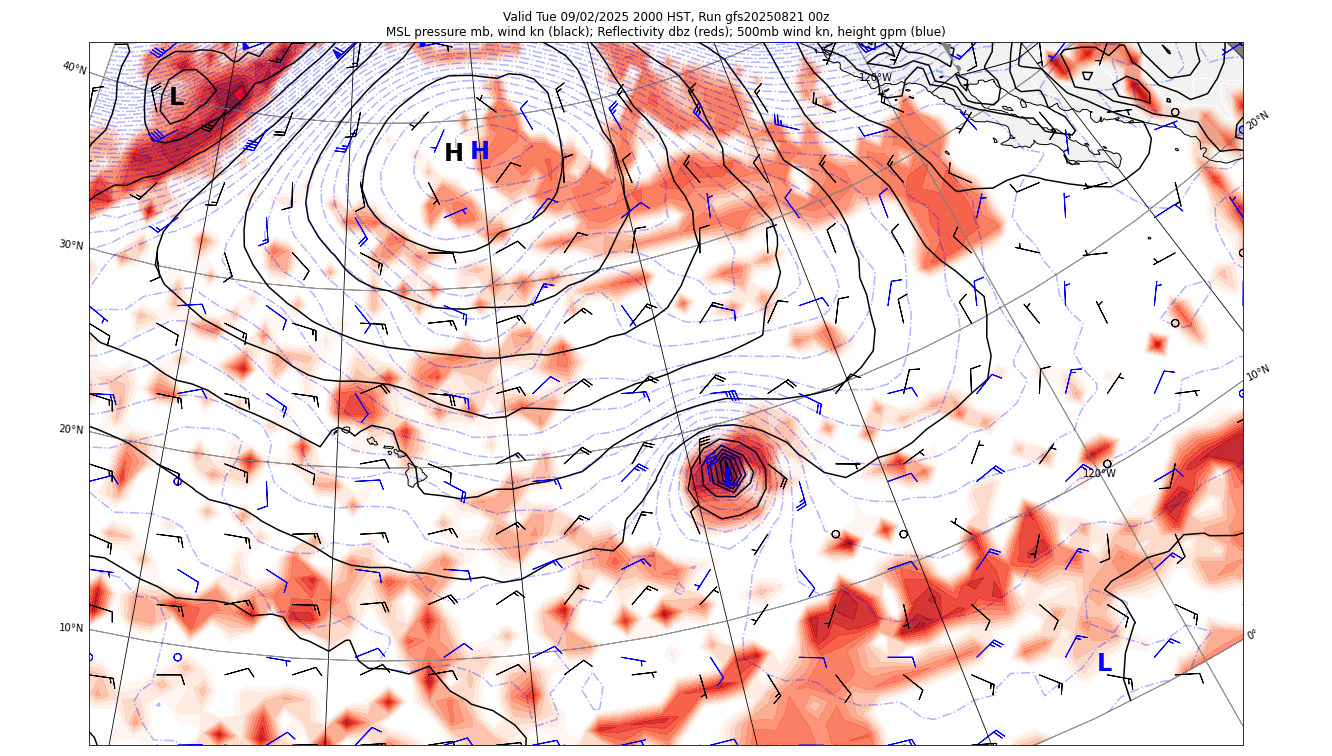 Valid Tue 09/02/2025 2000 HST, Run gfs20250821 00z
MSL pressure mb, wind kn (black); Reflectivity dbz (reds); 500mb wind kn, height gpm (blue)
40°N
L
120°W
20°N
H H
30°N
10°N
20°N
L
120°W
10°N
0°
L